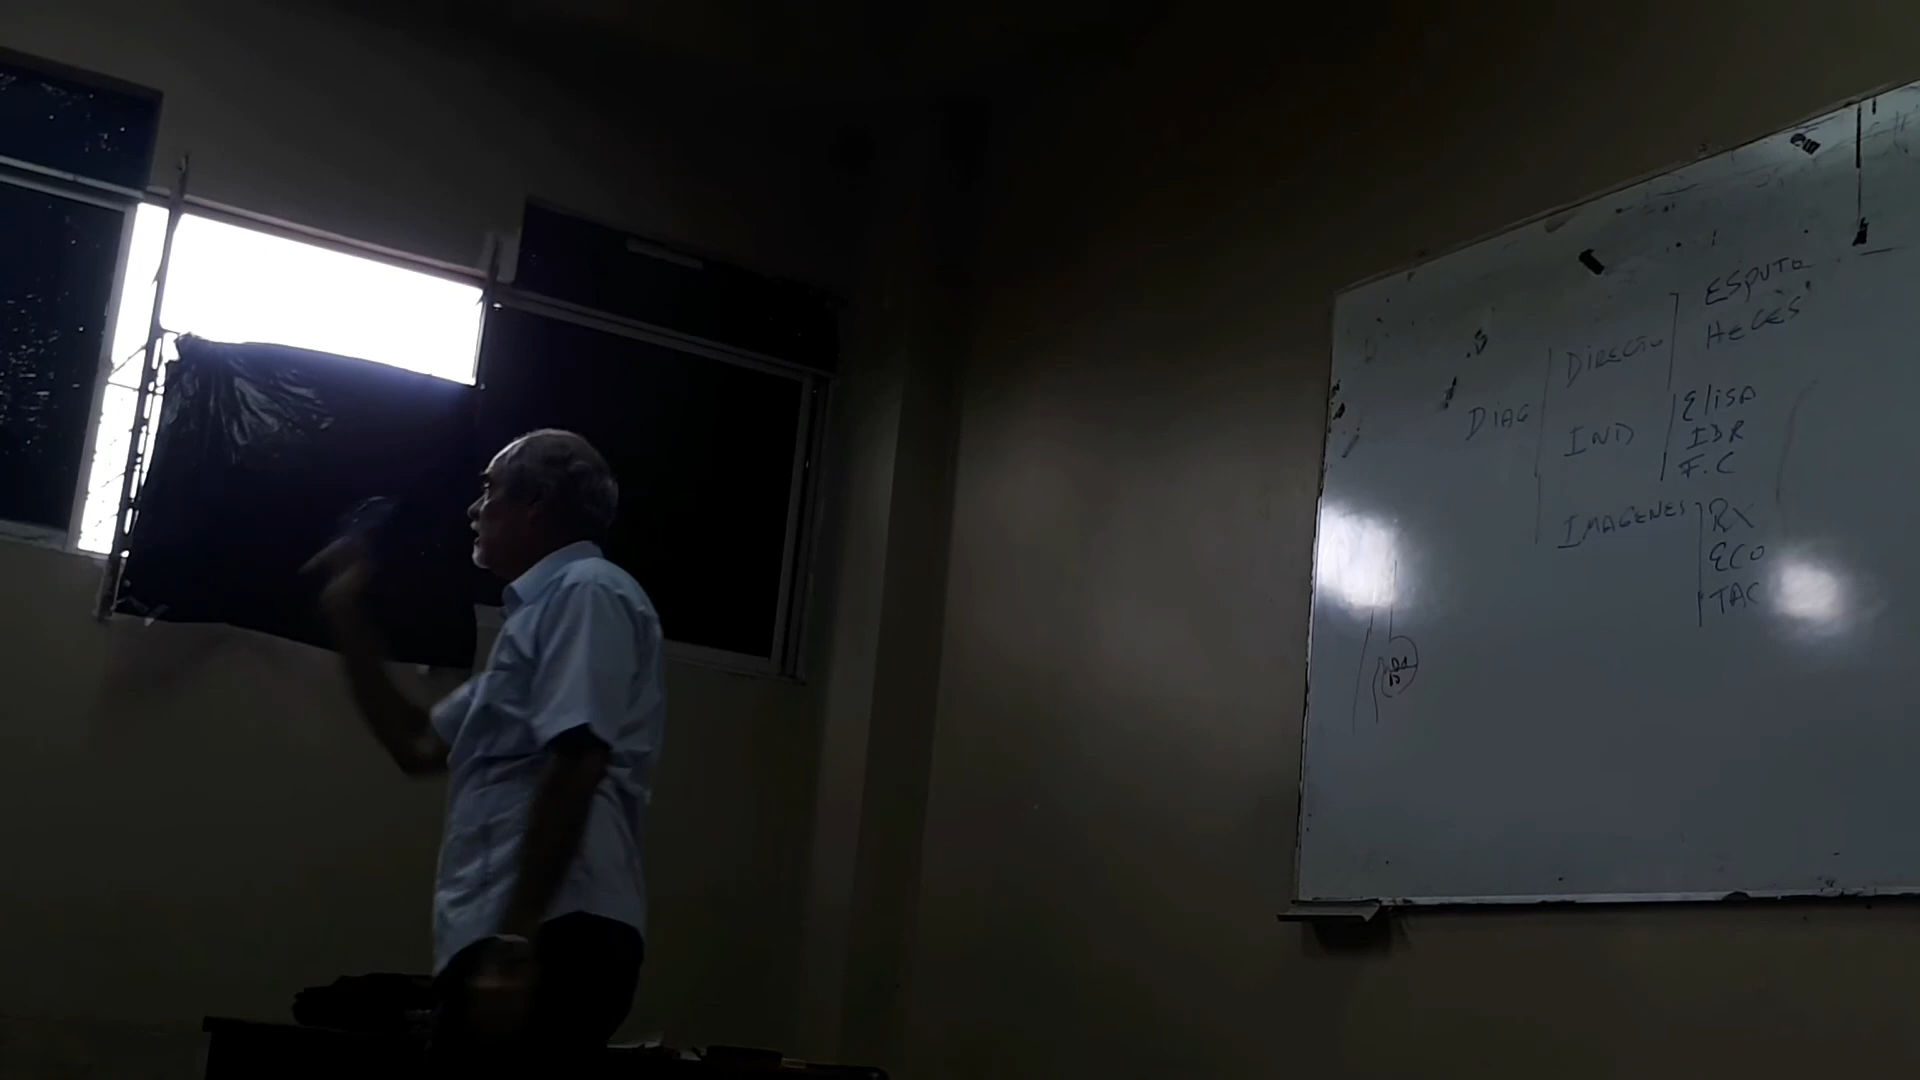 ESPUTO
HECES
DIRECTO
DIAG
ELISA
IND
IDR
F.C
IMAGENES
RX
ECO
TAC